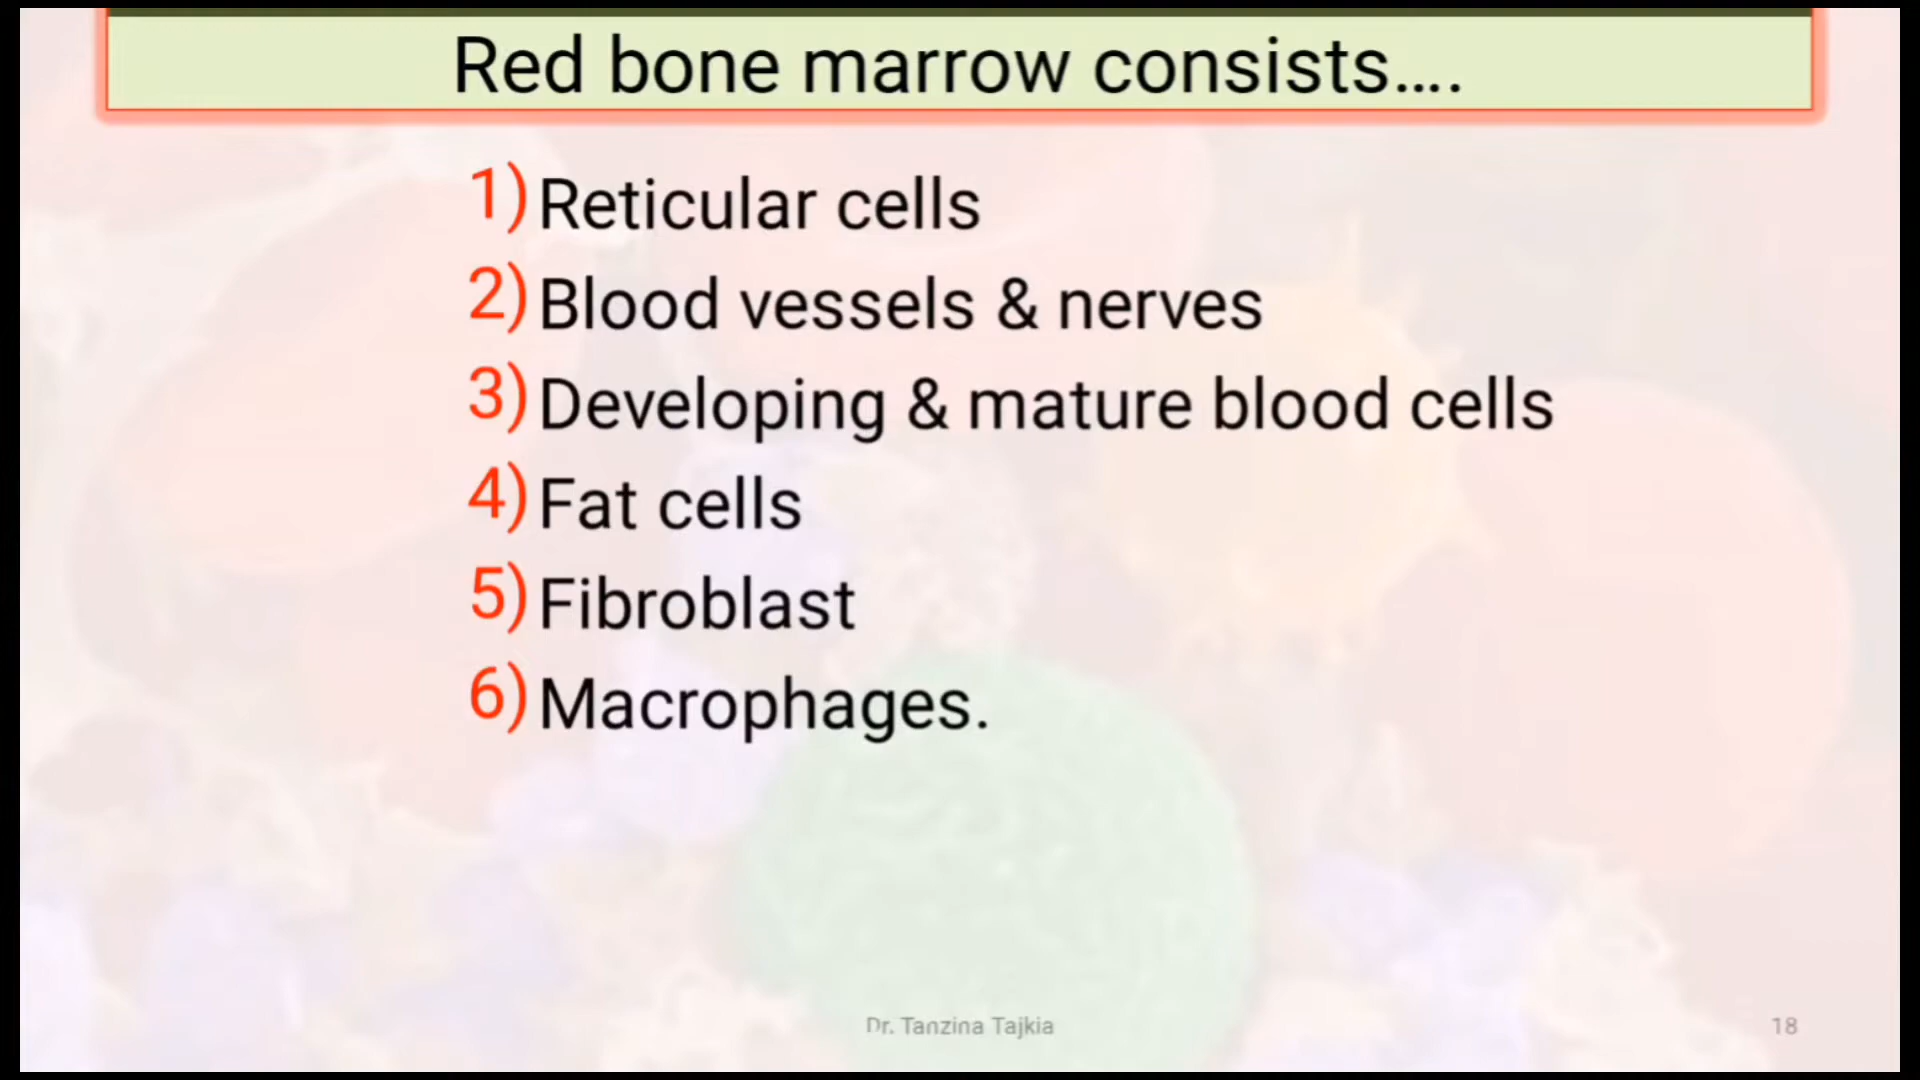 Red bone marrow consists....
1) Reticular cells
2) Blood vessels & nerves
3) Developing & mature blood cells
4) Fat cells
5) Fibroblast
6) Macrophages.
Dr. Tanzina Tajkia
18